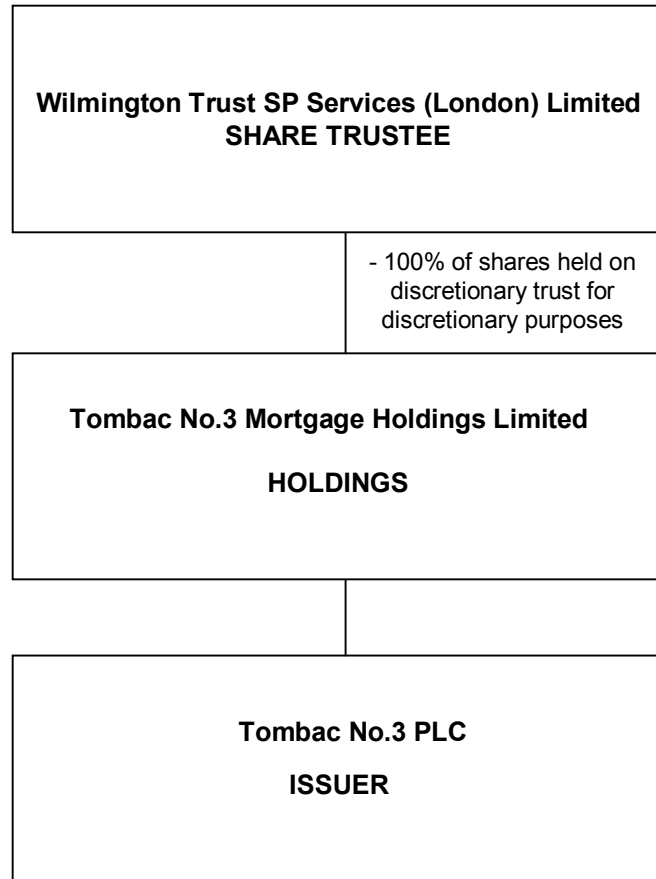 Wilmington Trust SP Services (London) Limited
SHARE TRUSTEE
- 100% of shares held on
discretionary trust for
discretionary purposes
Tombac No.3 Mortgage Holdings Limited
HOLDINGS
Tombac No.3 PLC
ISSUER